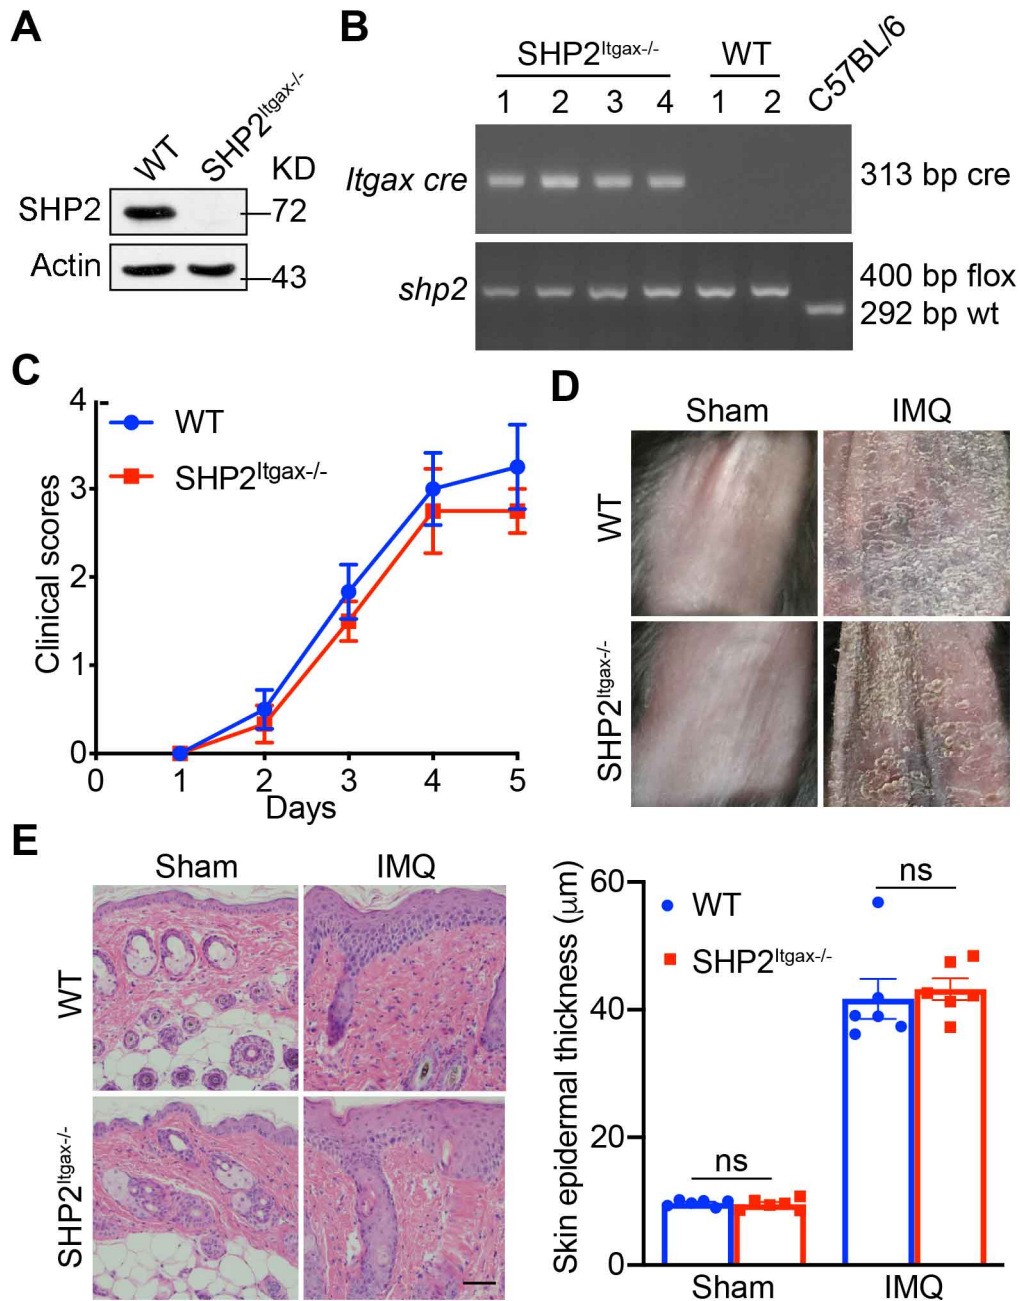 A
WT
SHP2Itgax-/-
KD
SHP2
72
Actin
43
B
SHP2Itgax-/-
WT
C57BL/6
1 2 3 4 1 2
Itgax cre
313 bp cre
shp2
400 bp flox
292 bp wt
C
4
3
2
1
0
Clinical scores
WT
SHP2Itgax-/-
0 1 2 3 4 5
Days
D
Sham IMQ
WT
SHP2Itgax-/-
E
Sham IMQ
WT
SHP2Itgax-/-
Skin epidermal thickness (μm)
60
40
20
0
WT
SHP2Itgax-/-
ns
ns
Sham IMQ